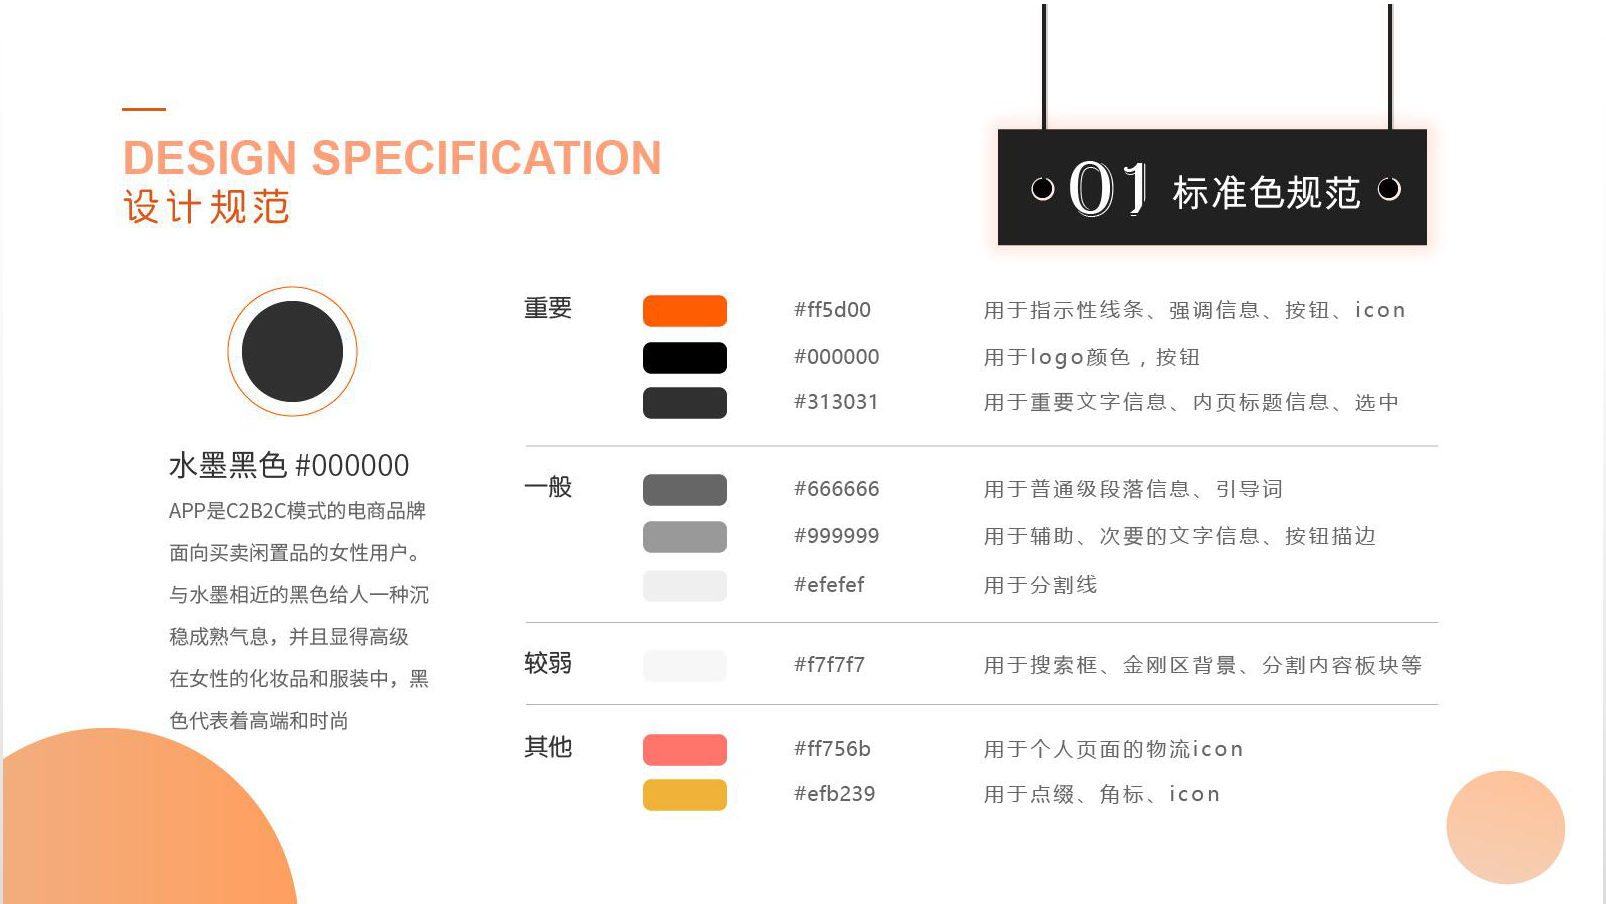 DESIGN SPECIFICATION
设计规范
01 标准色规范
水墨黑色 #000000
APP是C2B2C模式的电商品牌
面向买卖闲置品的女性用户。
与水墨相近的黑色给人一种沉
稳成熟气息，并且显得高级
在女性的化妆品和服装中，黑
色代表着高端和时尚
重要 #ff5d00 用于指示性线条、强调信息、按钮、icon
#000000 用于logo颜色，按钮
#313031 用于重要文字信息、内页标题信息、选中
一般 #666666 用于普通级段落信息、引导词
#999999 用于辅助、次要的文字信息、按钮描边
#efefef 用于分割线
较弱 #f7f7f7 用于搜索框、金刚区背景、分割内容板块等
其他 #ff756b 用于个人页面的物流icon
#efb239 用于点缀、角标、icon